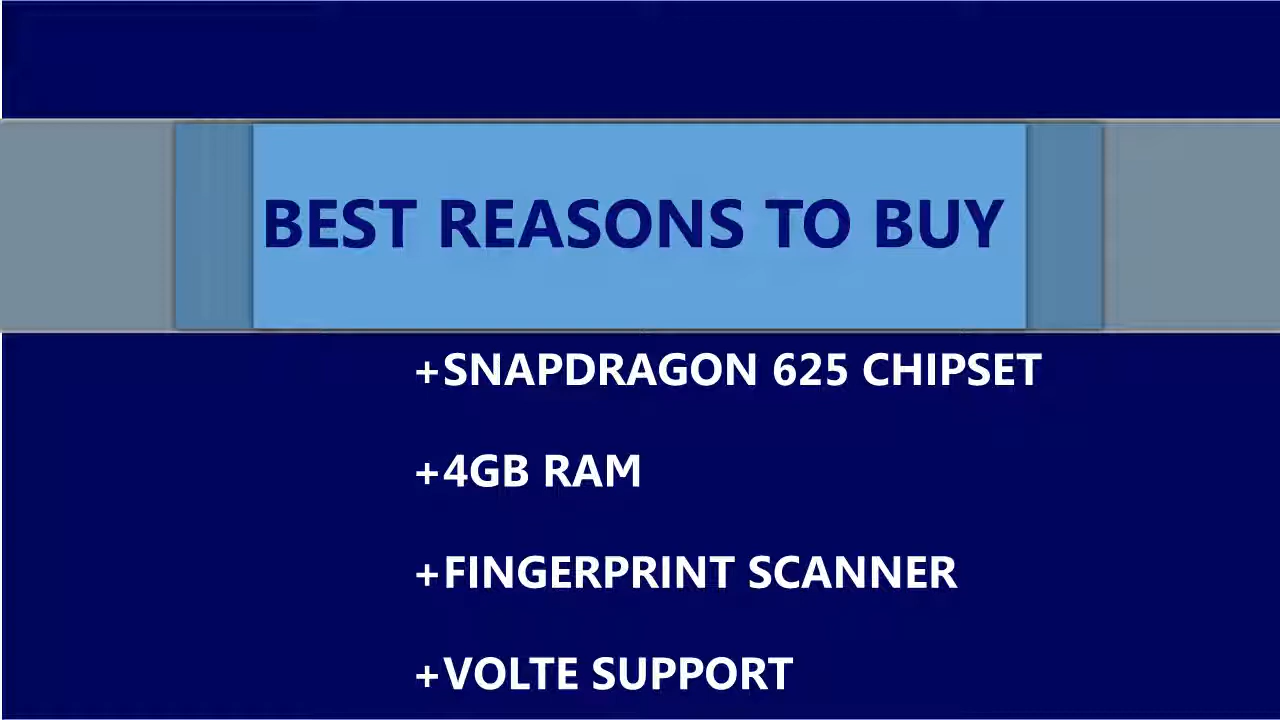 BEST REASONS TO BUY
+SNAPDRAGON 625 CHIPSET
+4GB RAM
+FINGERPRINT SCANNER
+VOLTE SUPPORT